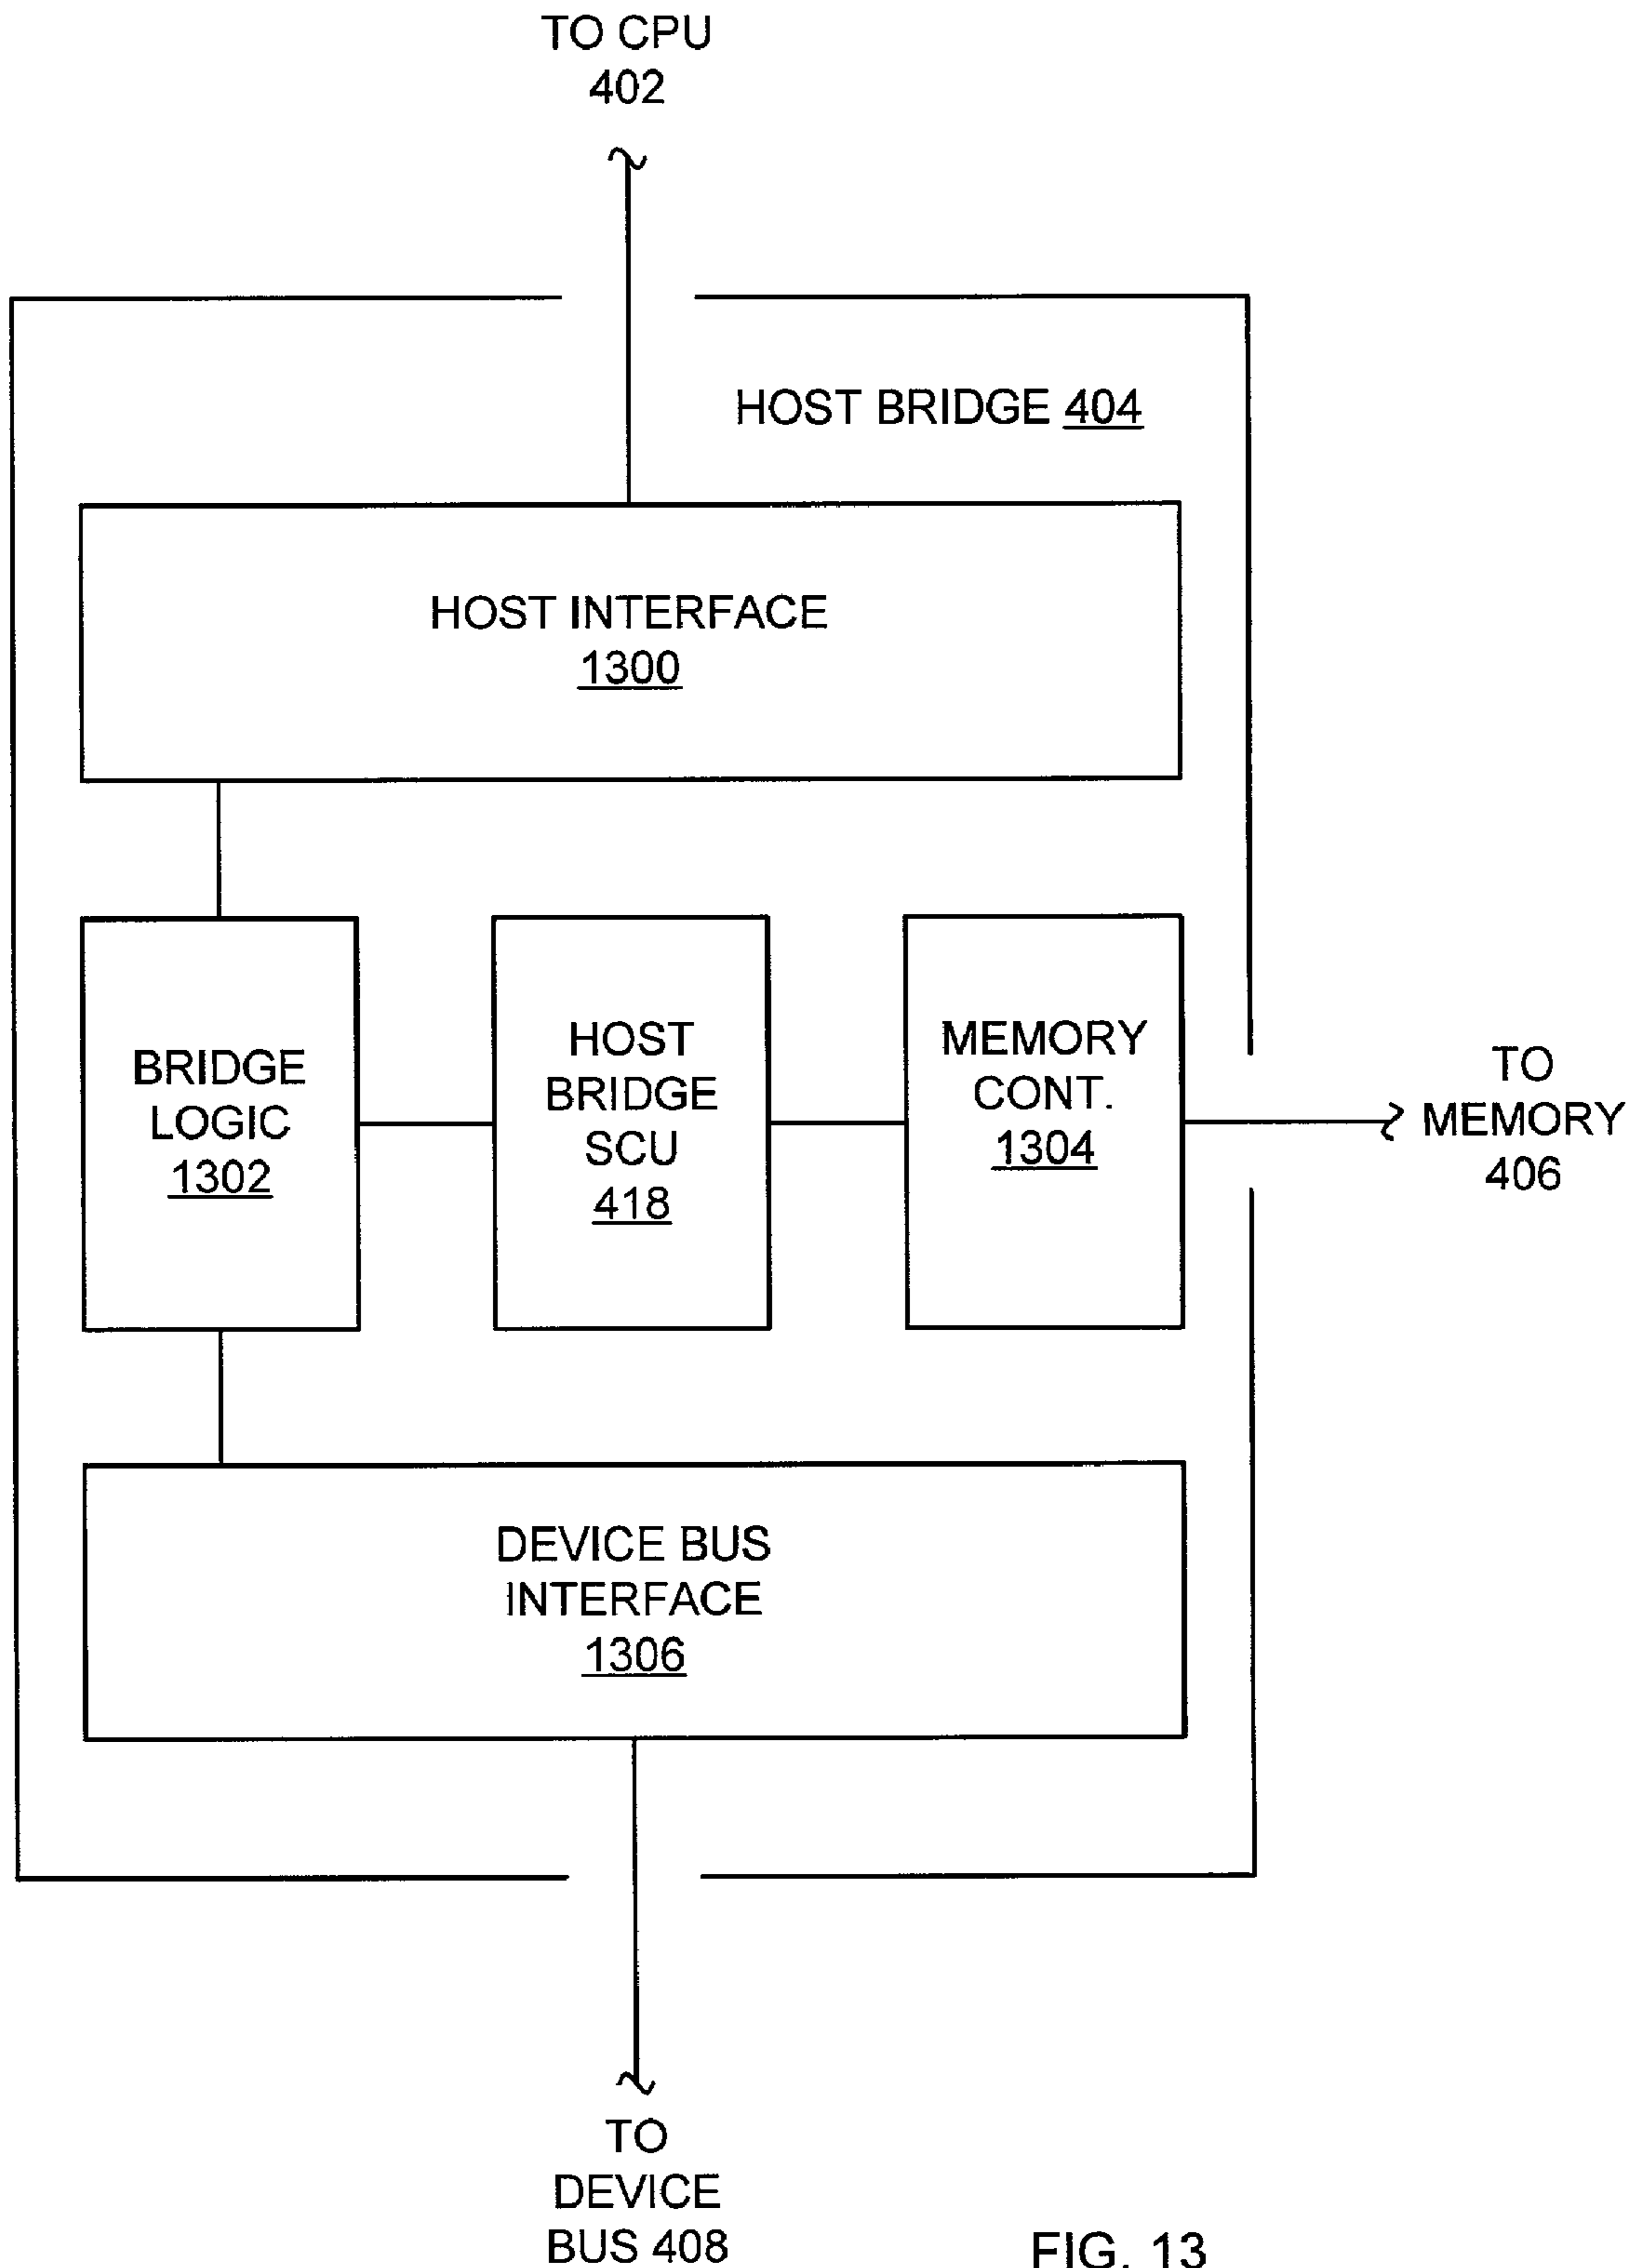 TO CPU
402
HOST BRIDGE 404
HOST INTERFACE
1300
BRIDGE
LOGIC
1302
HOST
BRIDGE
SCU
418
MEMORY
CONT.
1304
TO
MEMORY
406
DEVICE BUS
INTERFACE
1306
TO
DEVICE
BUS 408
FIG. 13